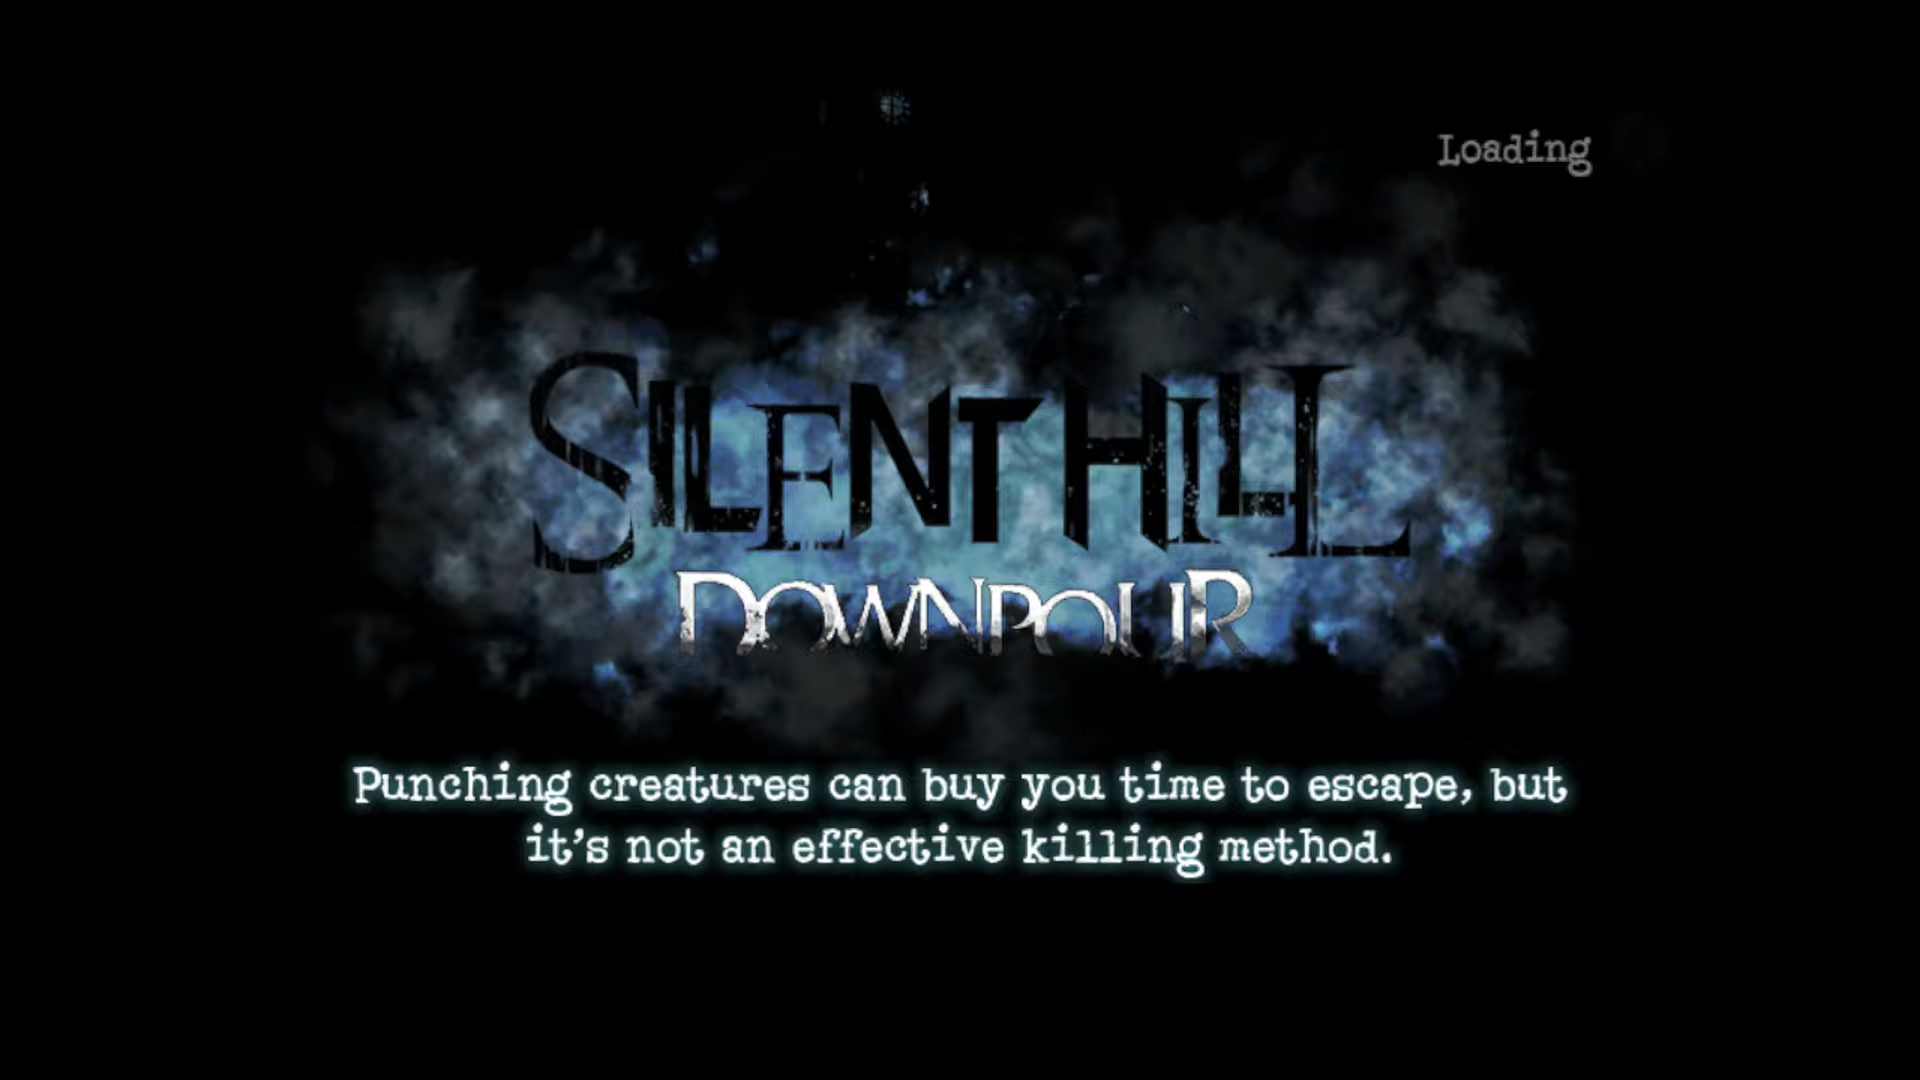 Loading
SILENT HILL
DOWNPOUR
Punching creatures can buy you time to escape, but
it's not an effective killing method.